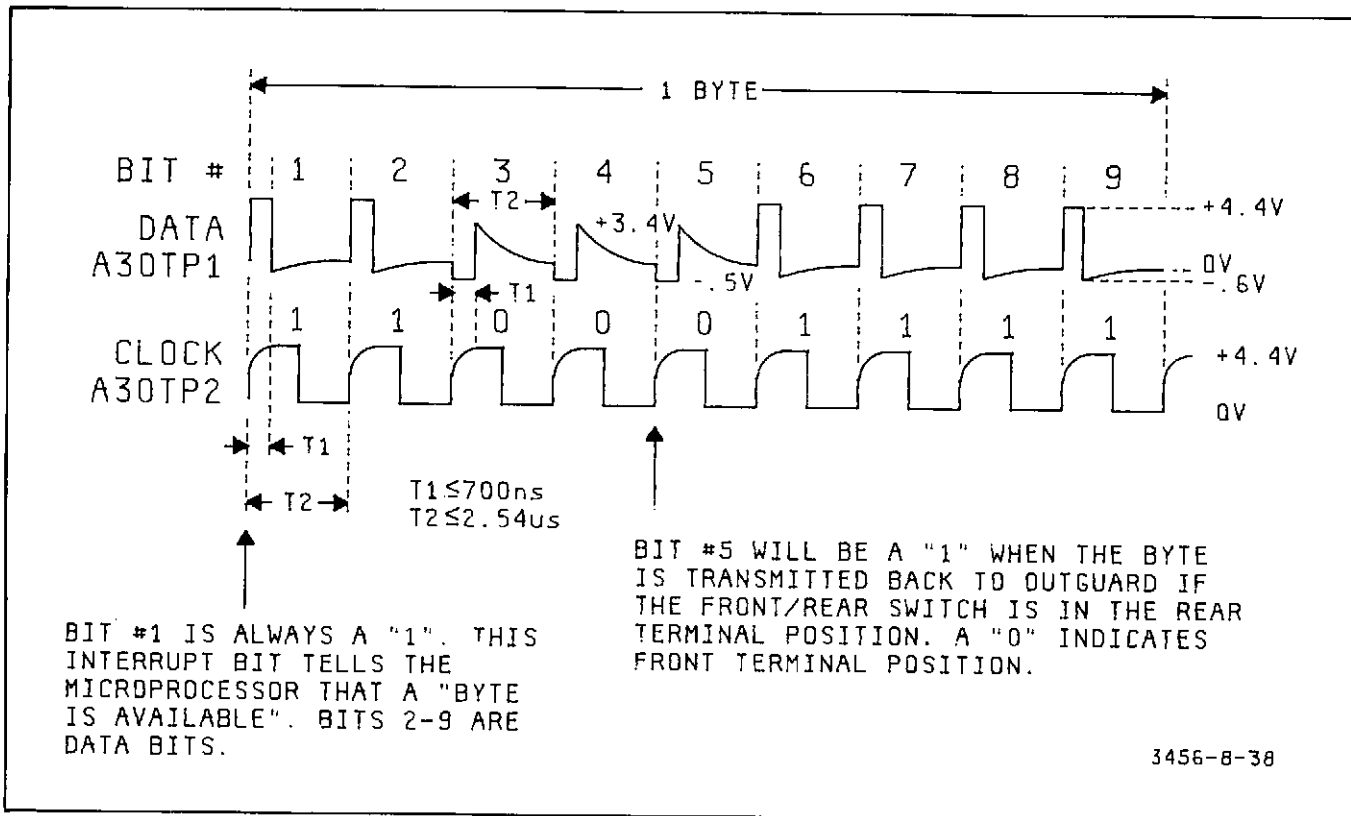 1 BYTE
BIT # 1 2 3 4 5 6 7 8 9
T2
+4.4V
DATA
+3.4V
A30TP1
0V
-.5V
-.6V
T1
1 1 0 0 0 1 1 1 1
CLOCK
+4.4V
A30TP2
0V
T1
T2
T1≤700ns
T2≤2.54us
BIT #1 IS ALWAYS A "1". THIS
INTERRUPT BIT TELLS THE
MICROPROCESSOR THAT A "BYTE
IS AVAILABLE". BITS 2-9 ARE
DATA BITS.
BIT #5 WILL BE A "1" WHEN THE BYTE
IS TRANSMITTED BACK TO OUTGUARD IF
THE FRONT/REAR SWITCH IS IN THE REAR
TERMINAL POSITION. A "0" INDICATES
FRONT TERMINAL POSITION.
3456-8-38